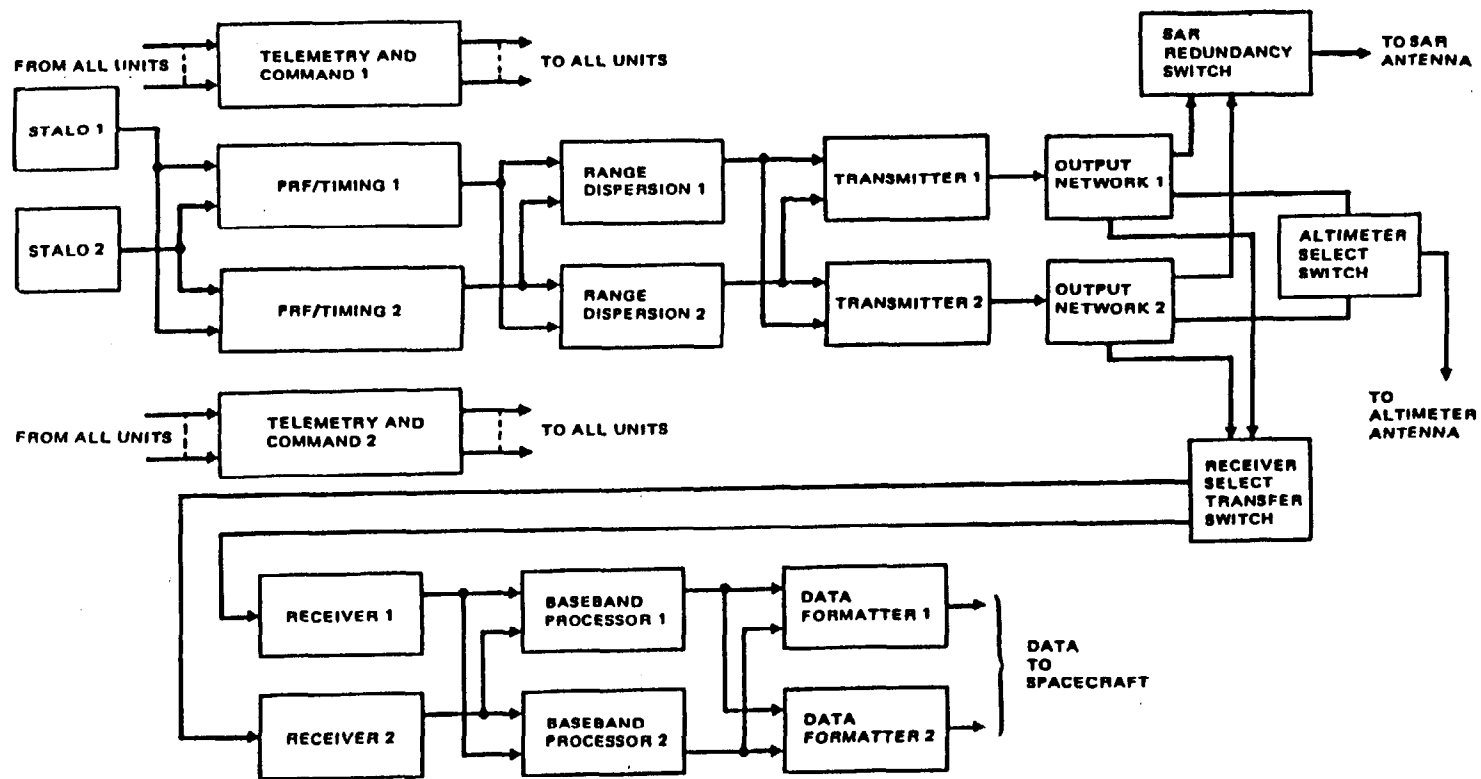 FROM ALL UNITS
TELEMETRY AND
COMMAND 1
TO ALL UNITS
SAR
REDUNDANCY
SWITCH
TO SAR
ANTENNA
STALO 1
STALO 2
PRF/TIMING 1
PRF/TIMING 2
RANGE
DISPERSION 1
RANGE
DISPERSION 2
TRANSMITTER 1
TRANSMITTER 2
OUTPUT
NETWORK 1
OUTPUT
NETWORK 2
ALTIMETER
SELECT
SWITCH
TO
ALTIMETER
ANTENNA
FROM ALL UNITS
TELEMETRY AND
COMMAND 2
TO ALL UNITS
RECEIVER
SELECT
TRANSFER
SWITCH
RECEIVER 1
RECEIVER 2
BASEBAND
PROCESSOR 1
BASEBAND
PROCESSOR 2
DATA
FORMATTER 1
DATA
FORMATTER 2
DATA
TO
SPACECRAFT